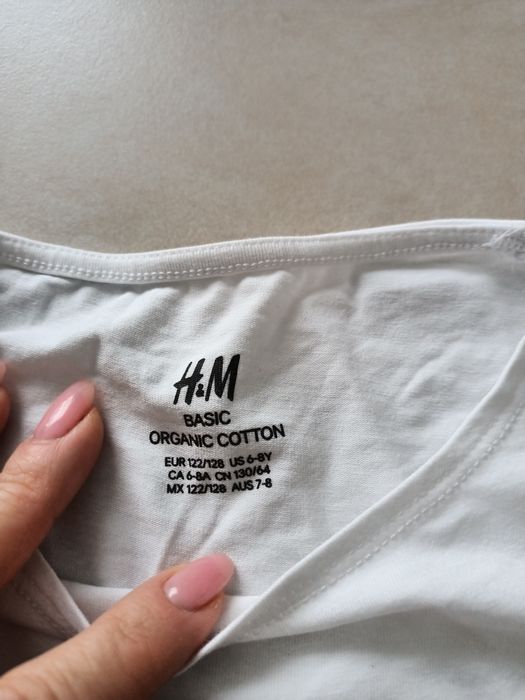 H&M
BASIC
ORGANIC COTTON
EUR 122/128 US 6-8Y
CA 6-8A CN 130/64
MX 122/128 AUS 7-8